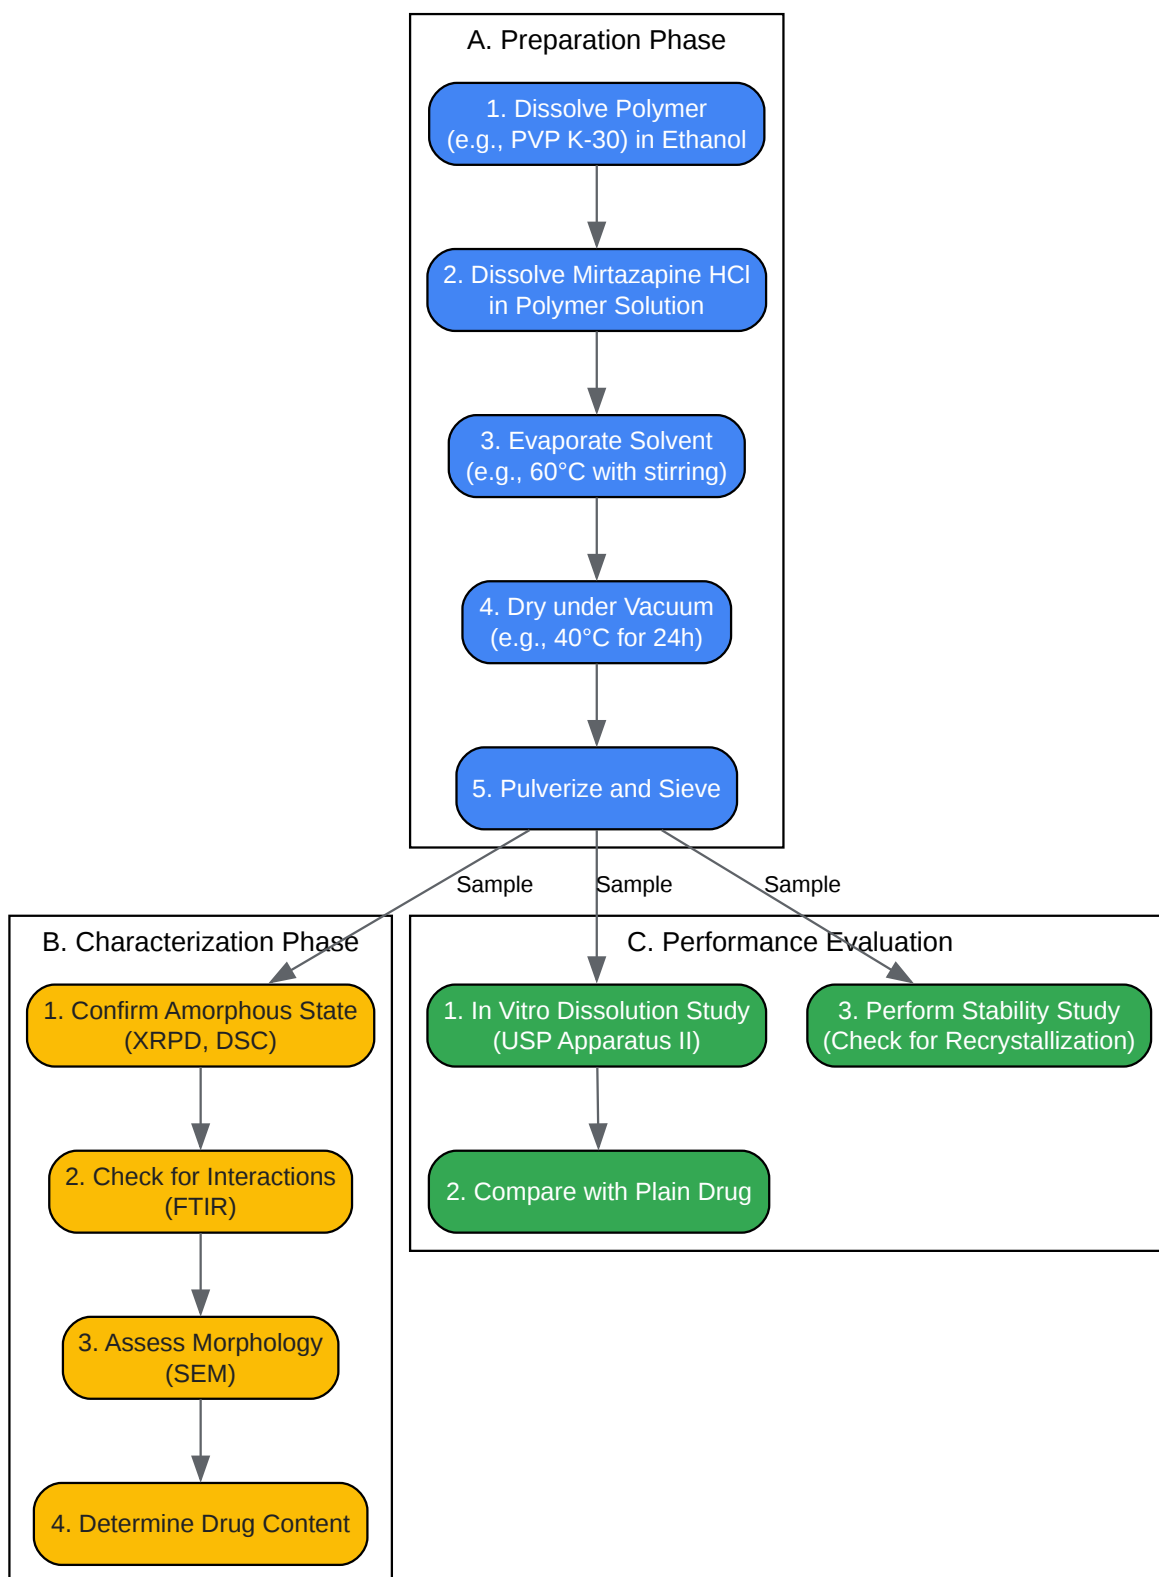 A. Preparation Phase
1. Dissolve Polymer
(e.g., PVP K-30) in Ethanol
2. Dissolve Mirtazapine HCl
in Polymer Solution
3. Evaporate Solvent
(e.g., 60°C with stirring)
4. Dry under Vacuum
(e.g., 40°C for 24h)
5. Pulverize and Sieve
Sample
Sample
Sample
B. Characterization Phase
1. Confirm Amorphous State
(XRPD, DSC)
2. Check for Interactions
(FTIR)
3. Assess Morphology
(SEM)
4. Determine Drug Content
C. Performance Evaluation
1. In Vitro Dissolution Study
(USP Apparatus II)
2. Compare with Plain Drug
3. Perform Stability Study
(Check for Recrystallization)